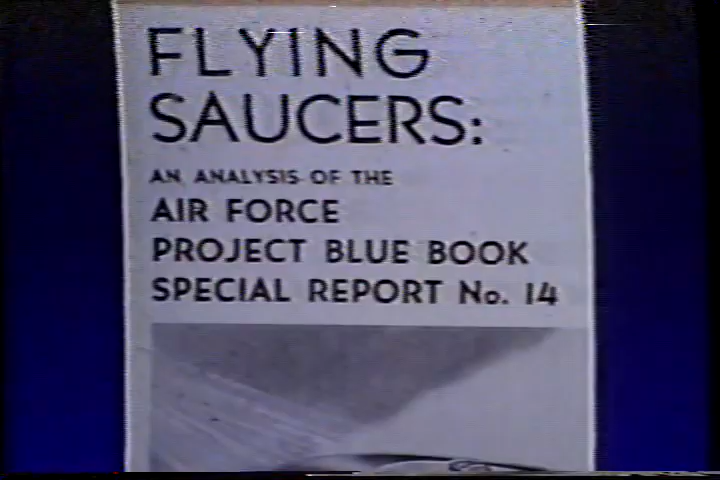 FLYING
SAUCERS:
AN ANALYSIS OF THE
AIR FORCE
PROJECT BLUE BOOK
SPECIAL REPORT No. 14